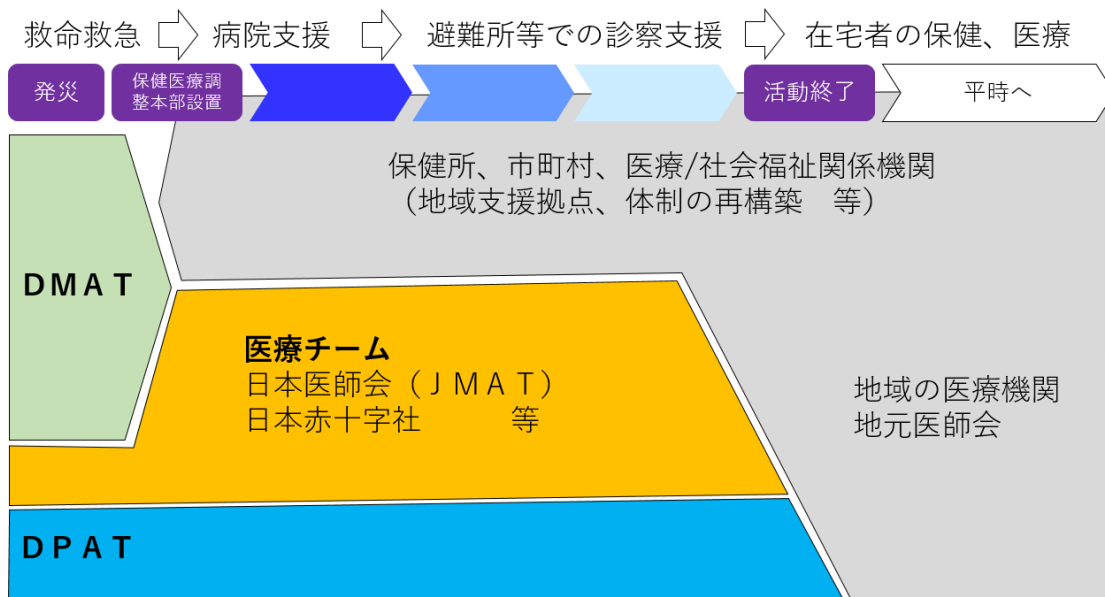 救命救急 病院支援 避難所等での診察支援 在宅者の保健、医療
発災
保健医療調
整本部設置
活動終了
平時へ
保健所、市町村、医療/社会福祉関係機関
（地域支援拠点、体制の再構築　等）
ＤＭＡＴ
医療チーム
日本医師会（ＪＭＡＴ）
日本赤十字社　　　等
地域の医療機関
地元医師会
ＤＰＡＴ